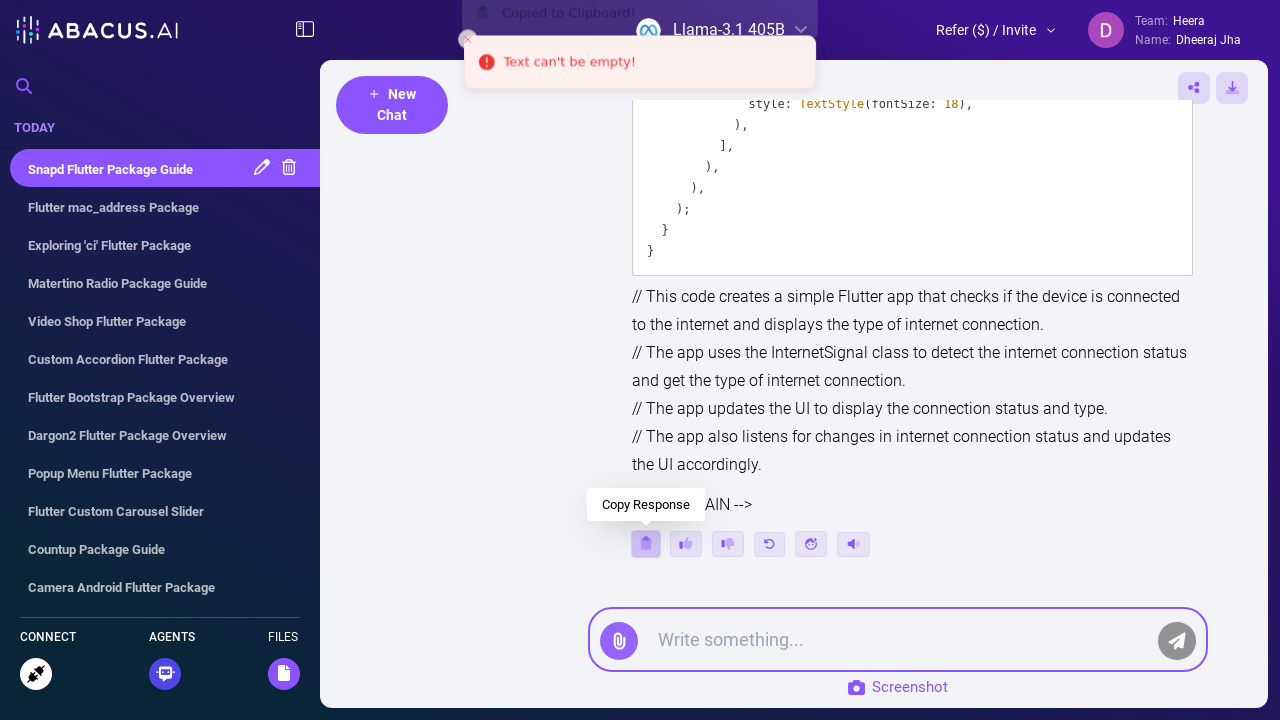 ABACUS.AI
Copied to Clipboard!
Llama-3.1 405B
Text can't be empty!
Refer ($) / Invite
D
Team: Heera
Name: Dheeraj Jha
+ New
Chat
TODAY
Snapd Flutter Package Guide
Flutter mac_address Package
Exploring 'ci' Flutter Package
Matertino Radio Package Guide
Video Shop Flutter Package
Custom Accordion Flutter Package
Flutter Bootstrap Package Overview
Dargon2 Flutter Package Overview
Popup Menu Flutter Package
Flutter Custom Carousel Slider
Countup Package Guide
Camera Android Flutter Package
CONNECT
AGENTS
FILES
style: TextStyle(fontSize: 18),
),
],
),
),
);
}
}
// This code creates a simple Flutter app that checks if the device is connected
to the internet and displays the type of internet connection.
// The app uses the InternetSignal class to detect the internet connection status
and get the type of internet connection.
// The app updates the UI to display the connection status and type.
// The app also listens for changes in internet connection status and updates
the UI accordingly.
AIN -->
Copy Response
Write something...
Screenshot